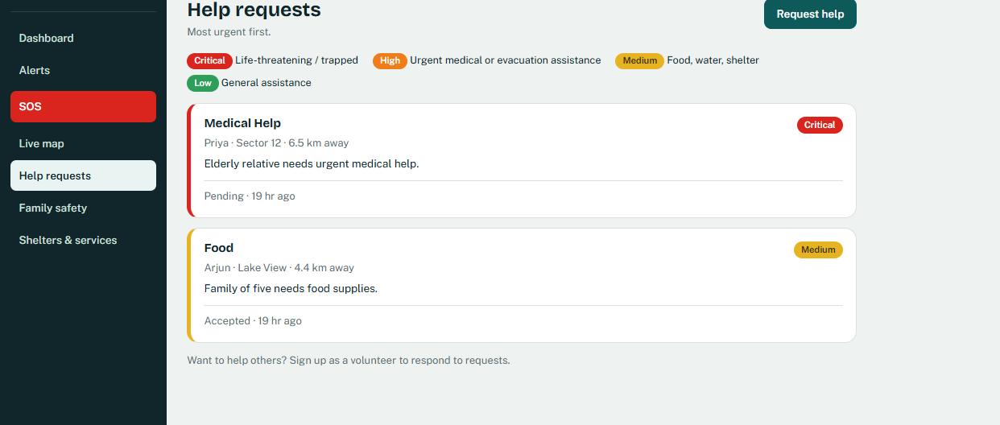 Dashboard
Alerts
SOS
Live map
Help requests
Family safety
Shelters & services
Help requests
Request help
Most urgent first.
Critical Life-threatening / trapped High Urgent medical or evacuation assistance Medium Food, water, shelter
Low General assistance
Medical Help
Critical
Priya · Sector 12 · 6.5 km away
Elderly relative needs urgent medical help.
Pending · 19 hr ago
Food
Medium
Arjun · Lake View · 4.4 km away
Family of five needs food supplies.
Accepted · 19 hr ago
Want to help others? Sign up as a volunteer to respond to requests.